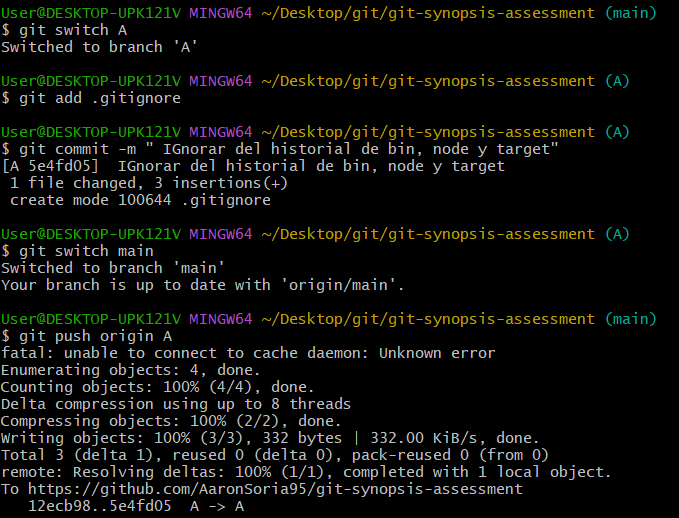 User@DESKTOP-UPK121V MINGW64 ~/Desktop/git/git-synopsis-assessment (main)
$ git switch A
Switched to branch 'A'

User@DESKTOP-UPK121V MINGW64 ~/Desktop/git/git-synopsis-assessment (A)
$ git add .gitignore

User@DESKTOP-UPK121V MINGW64 ~/Desktop/git/git-synopsis-assessment (A)
$ git commit -m " IGnorar del historial de bin, node y target"
[A 5e4fd05]  IGnorar del historial de bin, node y target
 1 file changed, 3 insertions(+)
 create mode 100644 .gitignore

User@DESKTOP-UPK121V MINGW64 ~/Desktop/git/git-synopsis-assessment (A)
$ git switch main
Switched to branch 'main'
Your branch is up to date with 'origin/main'.

User@DESKTOP-UPK121V MINGW64 ~/Desktop/git/git-synopsis-assessment (main)
$ git push origin A
fatal: unable to connect to cache daemon: Unknown error
Enumerating objects: 4, done.
Counting objects: 100% (4/4), done.
Delta compression using up to 8 threads
Compressing objects: 100% (2/2), done.
Writing objects: 100% (3/3), 332 bytes | 332.00 KiB/s, done.
Total 3 (delta 1), reused 0 (delta 0), pack-reused 0 (from 0)
remote: Resolving deltas: 100% (1/1), completed with 1 local object.
To https://github.com/AaronSoria95/git-synopsis-assessment
   12ecb98..5e4fd05  A -> A